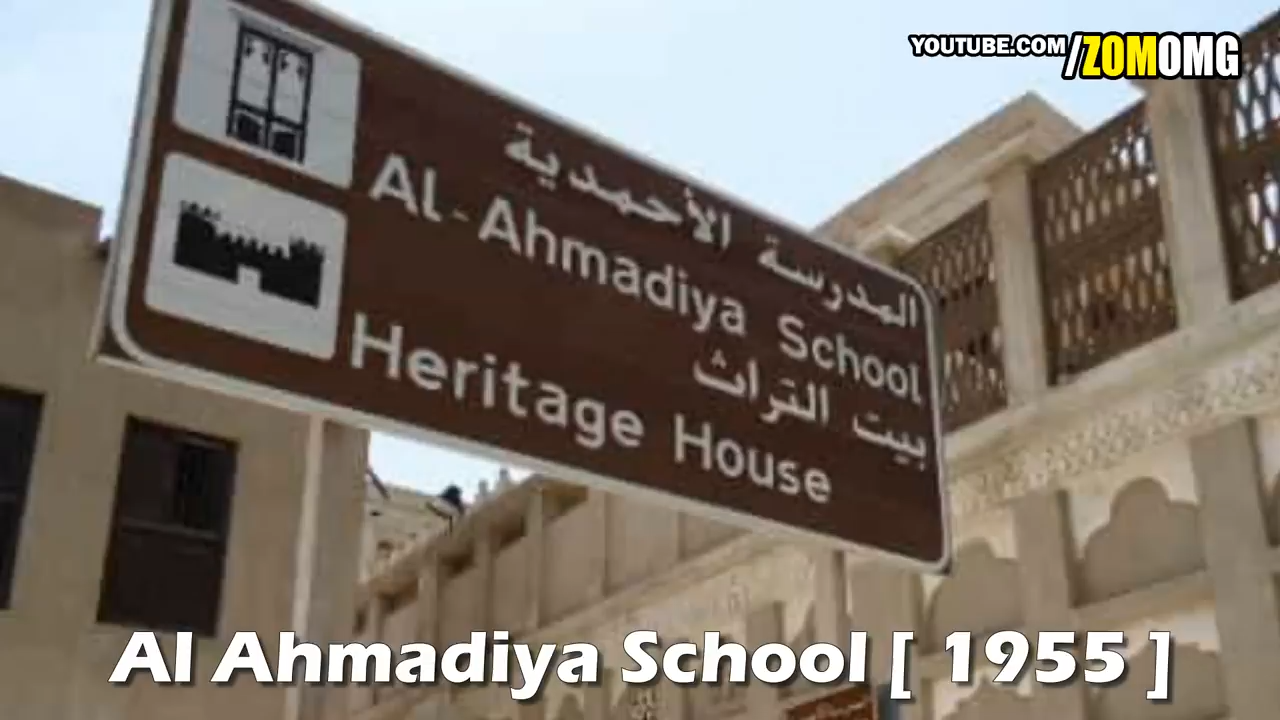 YOUTUBE.COM/ZOMOMG
المدرسة الأحمدية
Al-Ahmadiya School
بيت التراث
Heritage House
Al Ahmadiya School [ 1955 ]